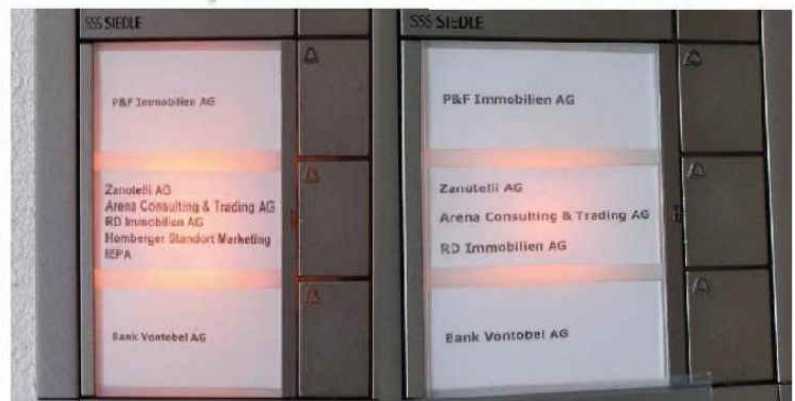 SSS SIEDLE
P&F Immobilien AG
Zanotelli AG
Arena Consulting & Trading AG
RD Immobilien AG
Homberger Standort Marketing
IEPA
Bank Vontobel AG
SSS SIEDLE
P&F Immobilien AG
Zanotelli AG
Arena Consulting & Trading AG
RD Immobilien AG
Bank Vontobel AG